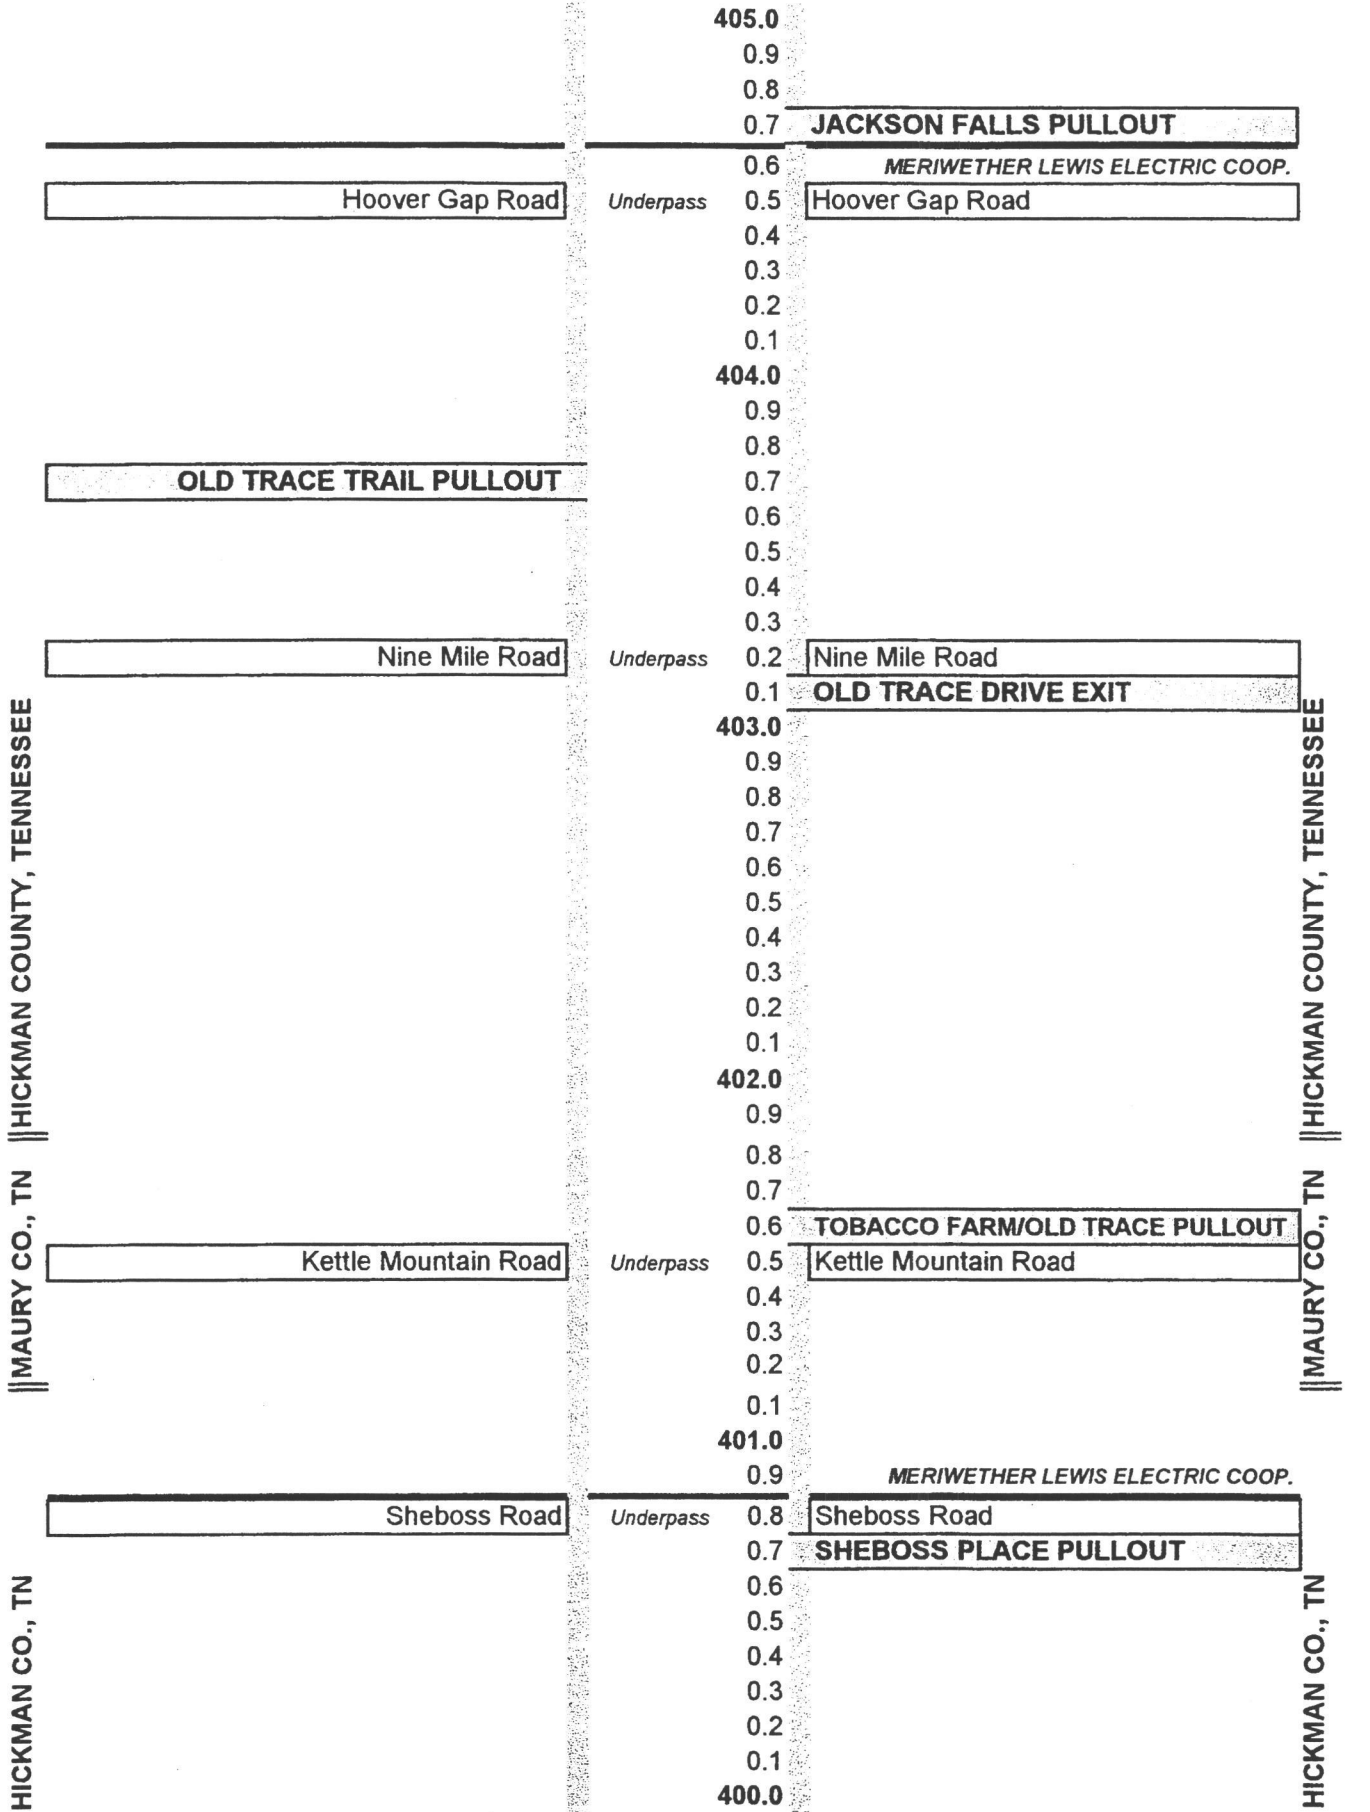 405.0
0.9
0.8
0.7 JACKSON FALLS PULLOUT
0.6 MERIWETHER LEWIS ELECTRIC COOP.
Hoover Gap Road Underpass 0.5 Hoover Gap Road
0.4
0.3
0.2
0.1
404.0
0.9
0.8
OLD TRACE TRAIL PULLOUT 0.7
0.6
0.5
0.4
0.3
Nine Mile Road Underpass 0.2 Nine Mile Road
0.1 OLD TRACE DRIVE EXIT
403.0
0.9
0.8
0.7
0.6
0.5
0.4
0.3
0.2
0.1
402.0
0.9
HICKMAN COUNTY, TENNESSEE
HICKMAN COUNTY, TENNESSEE
0.8
0.7
0.6 TOBACCO FARM/OLD TRACE PULLOUT
Kettle Mountain Road Underpass 0.5 Kettle Mountain Road
0.4
0.3
0.2
MAURY CO., TN
MAURY CO., TN
0.1
401.0
0.9 MERIWETHER LEWIS ELECTRIC COOP.
Sheboss Road Underpass 0.8 Sheboss Road
0.7 SHEBOSS PLACE PULLOUT
0.6
0.5
0.4
0.3
0.2
0.1
400.0
HICKMAN CO., TN
HICKMAN CO., TN